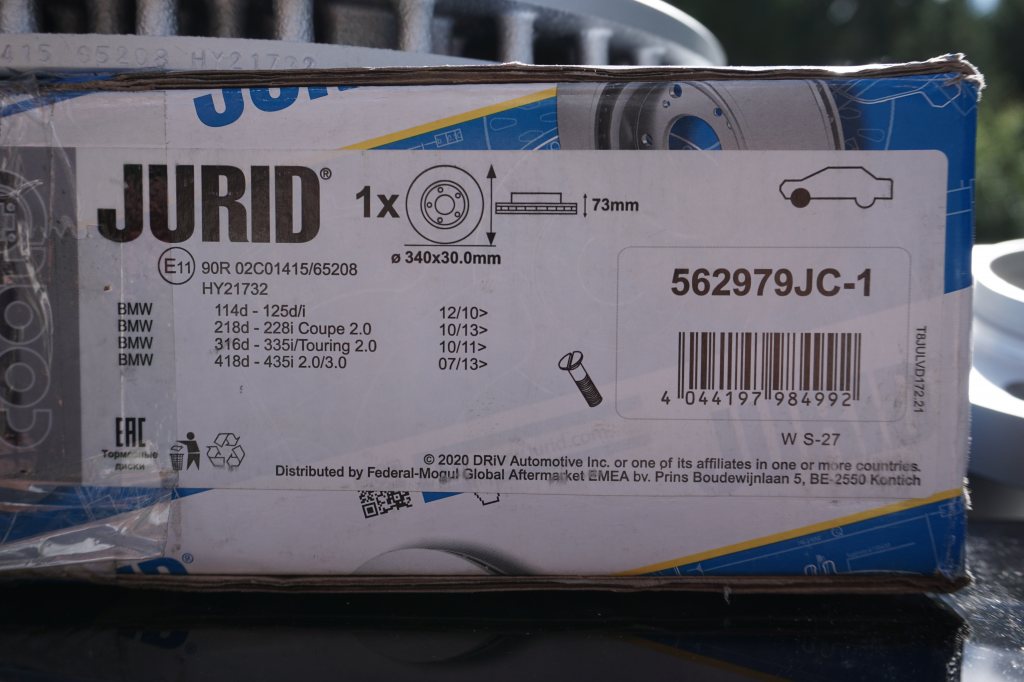 415 95208 HY21732
JURID
JURID®
1x
73mm
ø 340x30.0mm
E11 90R 02C01415/65208
HY21732
BMW 114d - 125d/i 12/10>
BMW 218d - 228i Coupe 2.0 10/13>
BMW 316d - 335i/Touring 2.0 10/11>
BMW 418d - 435i 2.0/3.0 07/13>
562979JC-1
4 044197 984992
T8JULVD172.21
W S-27
EAC
Тормозные
диски
© 2020 DRiV Automotive Inc. or one of its affiliates in one or more countries.
Distributed by Federal-Mogul Global Aftermarket EMEA bv. Prins Boudewijnlaan 5, BE-2550 Kontich
JURID®